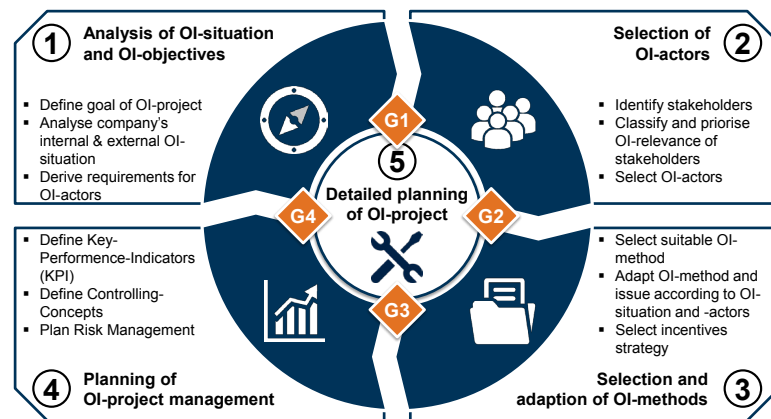 1
Analysis of OI-situation
and OI-objectives
▪ Define goal of OI-project
▪ Analyse company's
internal & external OI-
situation
▪ Derive requirements for
OI-actors
Selection of
OI-actors
2
▪ Identify stakeholders
▪ Classify and priorise
OI-relevance of
stakeholders
▪ Select OI-actors
G1
5
Detailed planning
of OI-project
G4
G2
G3
▪ Define Key-
Performance-Indicators
(KPI)
▪ Define Controlling-
Concepts
▪ Plan Risk Management
4
Planning of
OI-project management
▪ Select suitable OI-
method
▪ Adapt OI-method and
issue according to OI-
situation and -actors
▪ Select incentives
strategy
Selection and
adaption of OI-methods
3